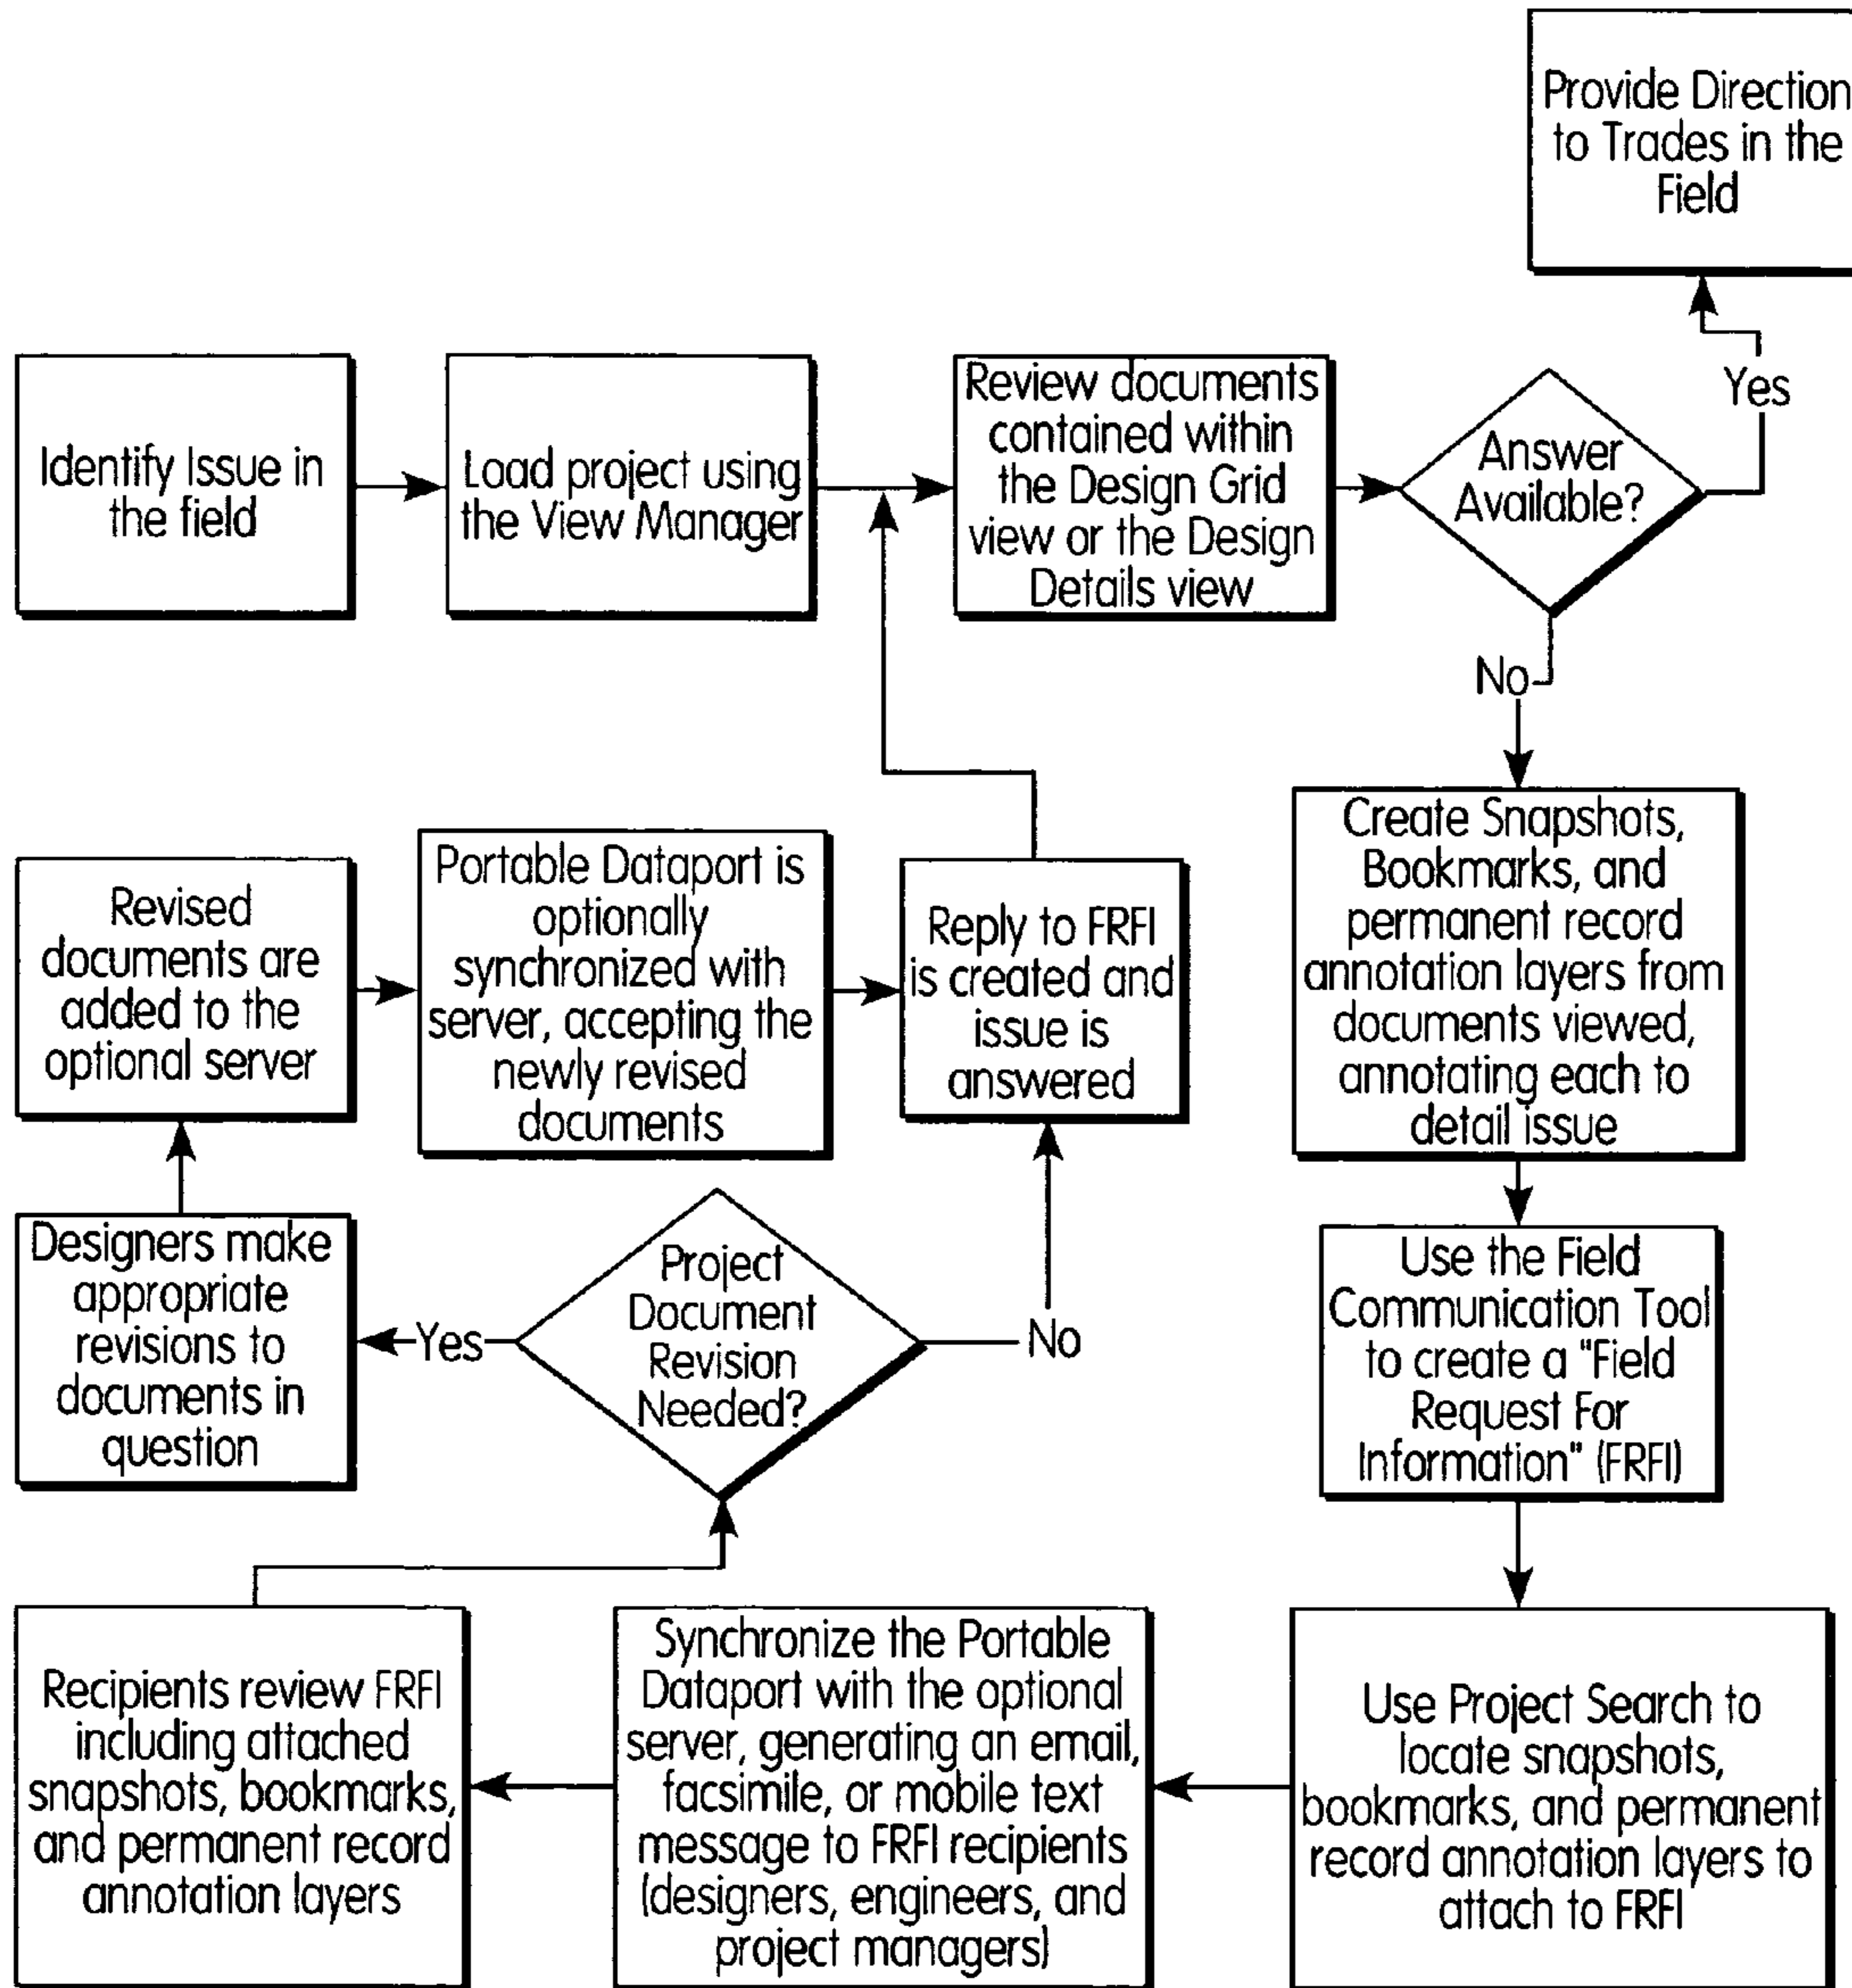 Provide Direction
to Trades in the
Field
Identify Issue in
the field
Load project using
the View Manager
Review documents
contained within
the Design Grid
view or the Design
Details view
Answer
Available?
Yes
No
Create Snapshots,
Bookmarks, and
permanent record
annotation layers from
documents viewed,
annotating each to
detail issue
Revised
documents are
added to the
optional server
Portable Dataport is
optionally
synchronized with
server, accepting the
newly revised
documents
Reply to FRFI
is created and
issue is
answered
Designers make
appropriate
revisions to
documents in
question
Yes
Project
Document
Revision
Needed?
No
Use the Field
Communication Tool
to create a "Field
Request For
Information" (FRFI)
Recipients review FRFI
including attached
snapshots, bookmarks,
and permanent record
annotation layers
Synchronize the Portable
Dataport with the optional
server, generating an email,
facsimile, or mobile text
message to FRFI recipients
(designers, engineers, and
project managers)
Use Project Search to
locate snapshots,
bookmarks, and permanent
record annotation layers to
attach to FRFI